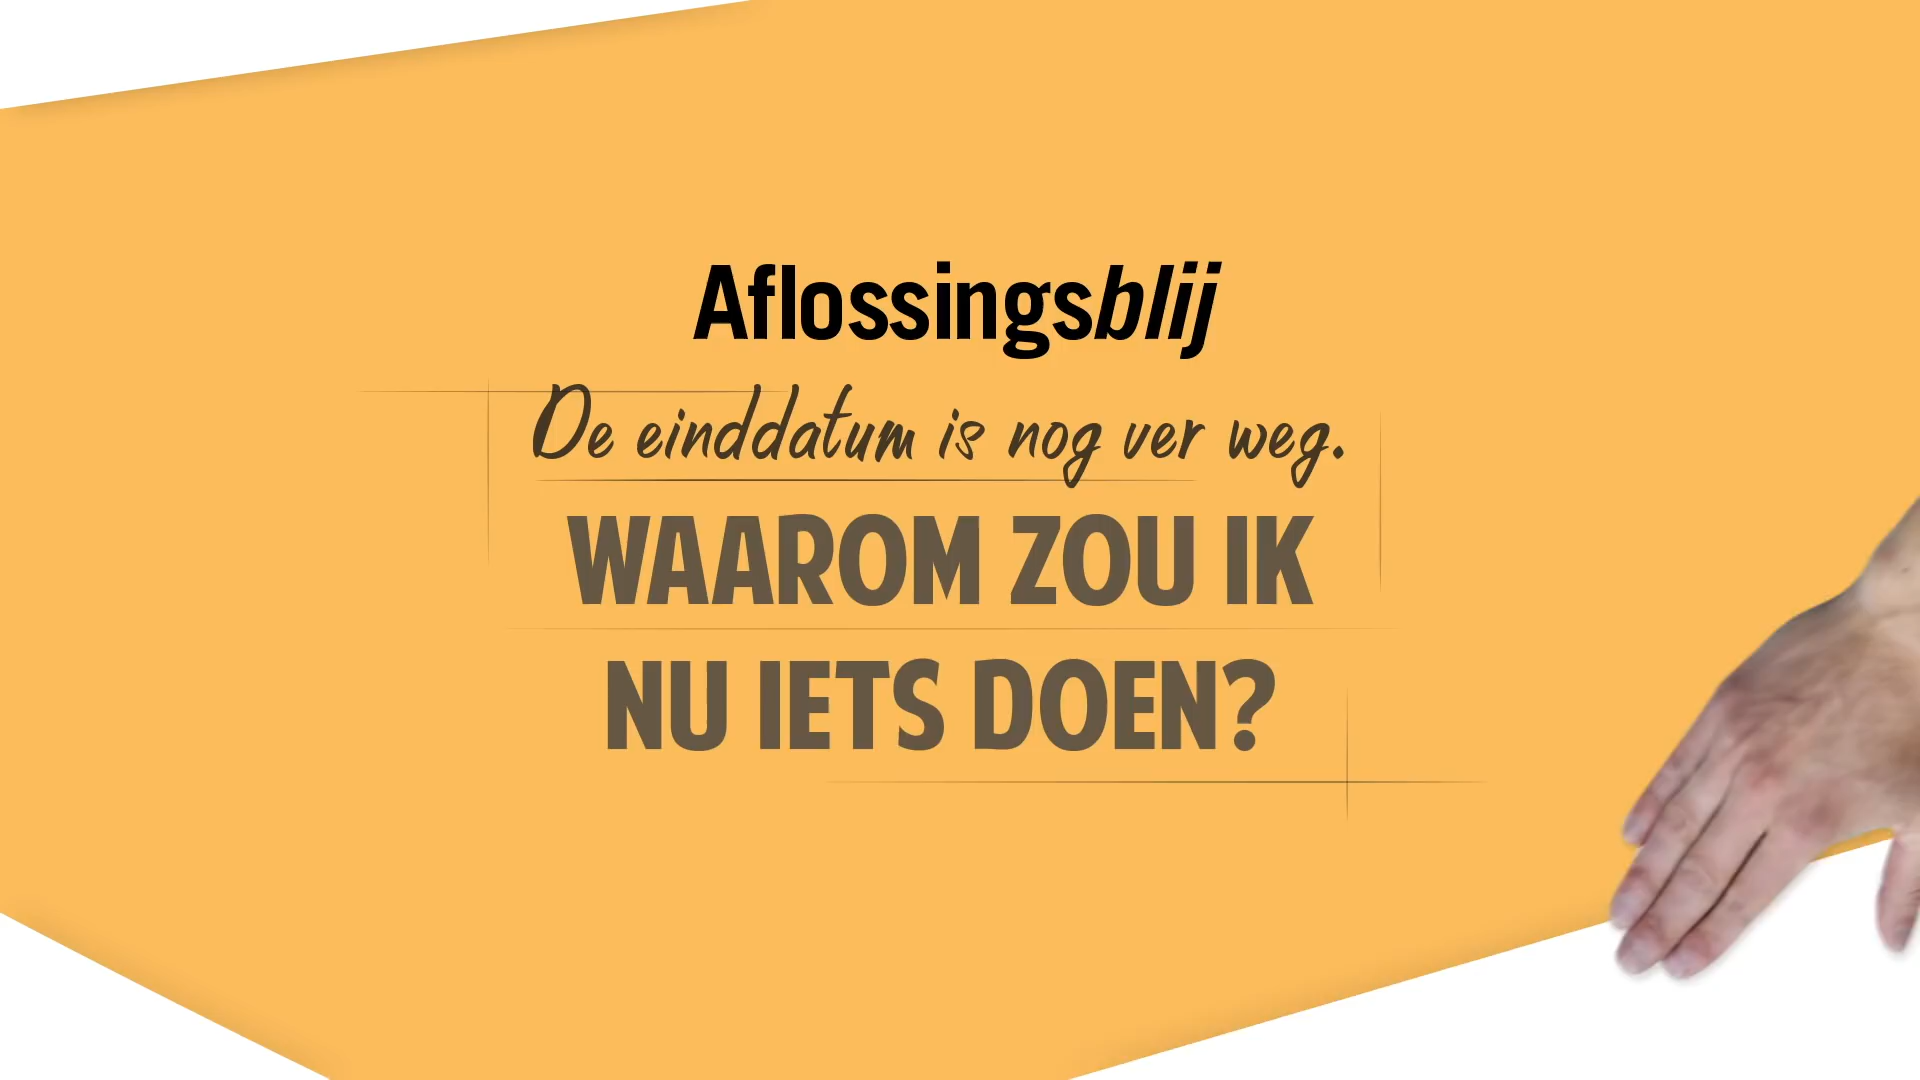 Aflossingsblij
De einddatum is nog ver weg.
WAAROM ZOU IK
NU IETS DOEN?